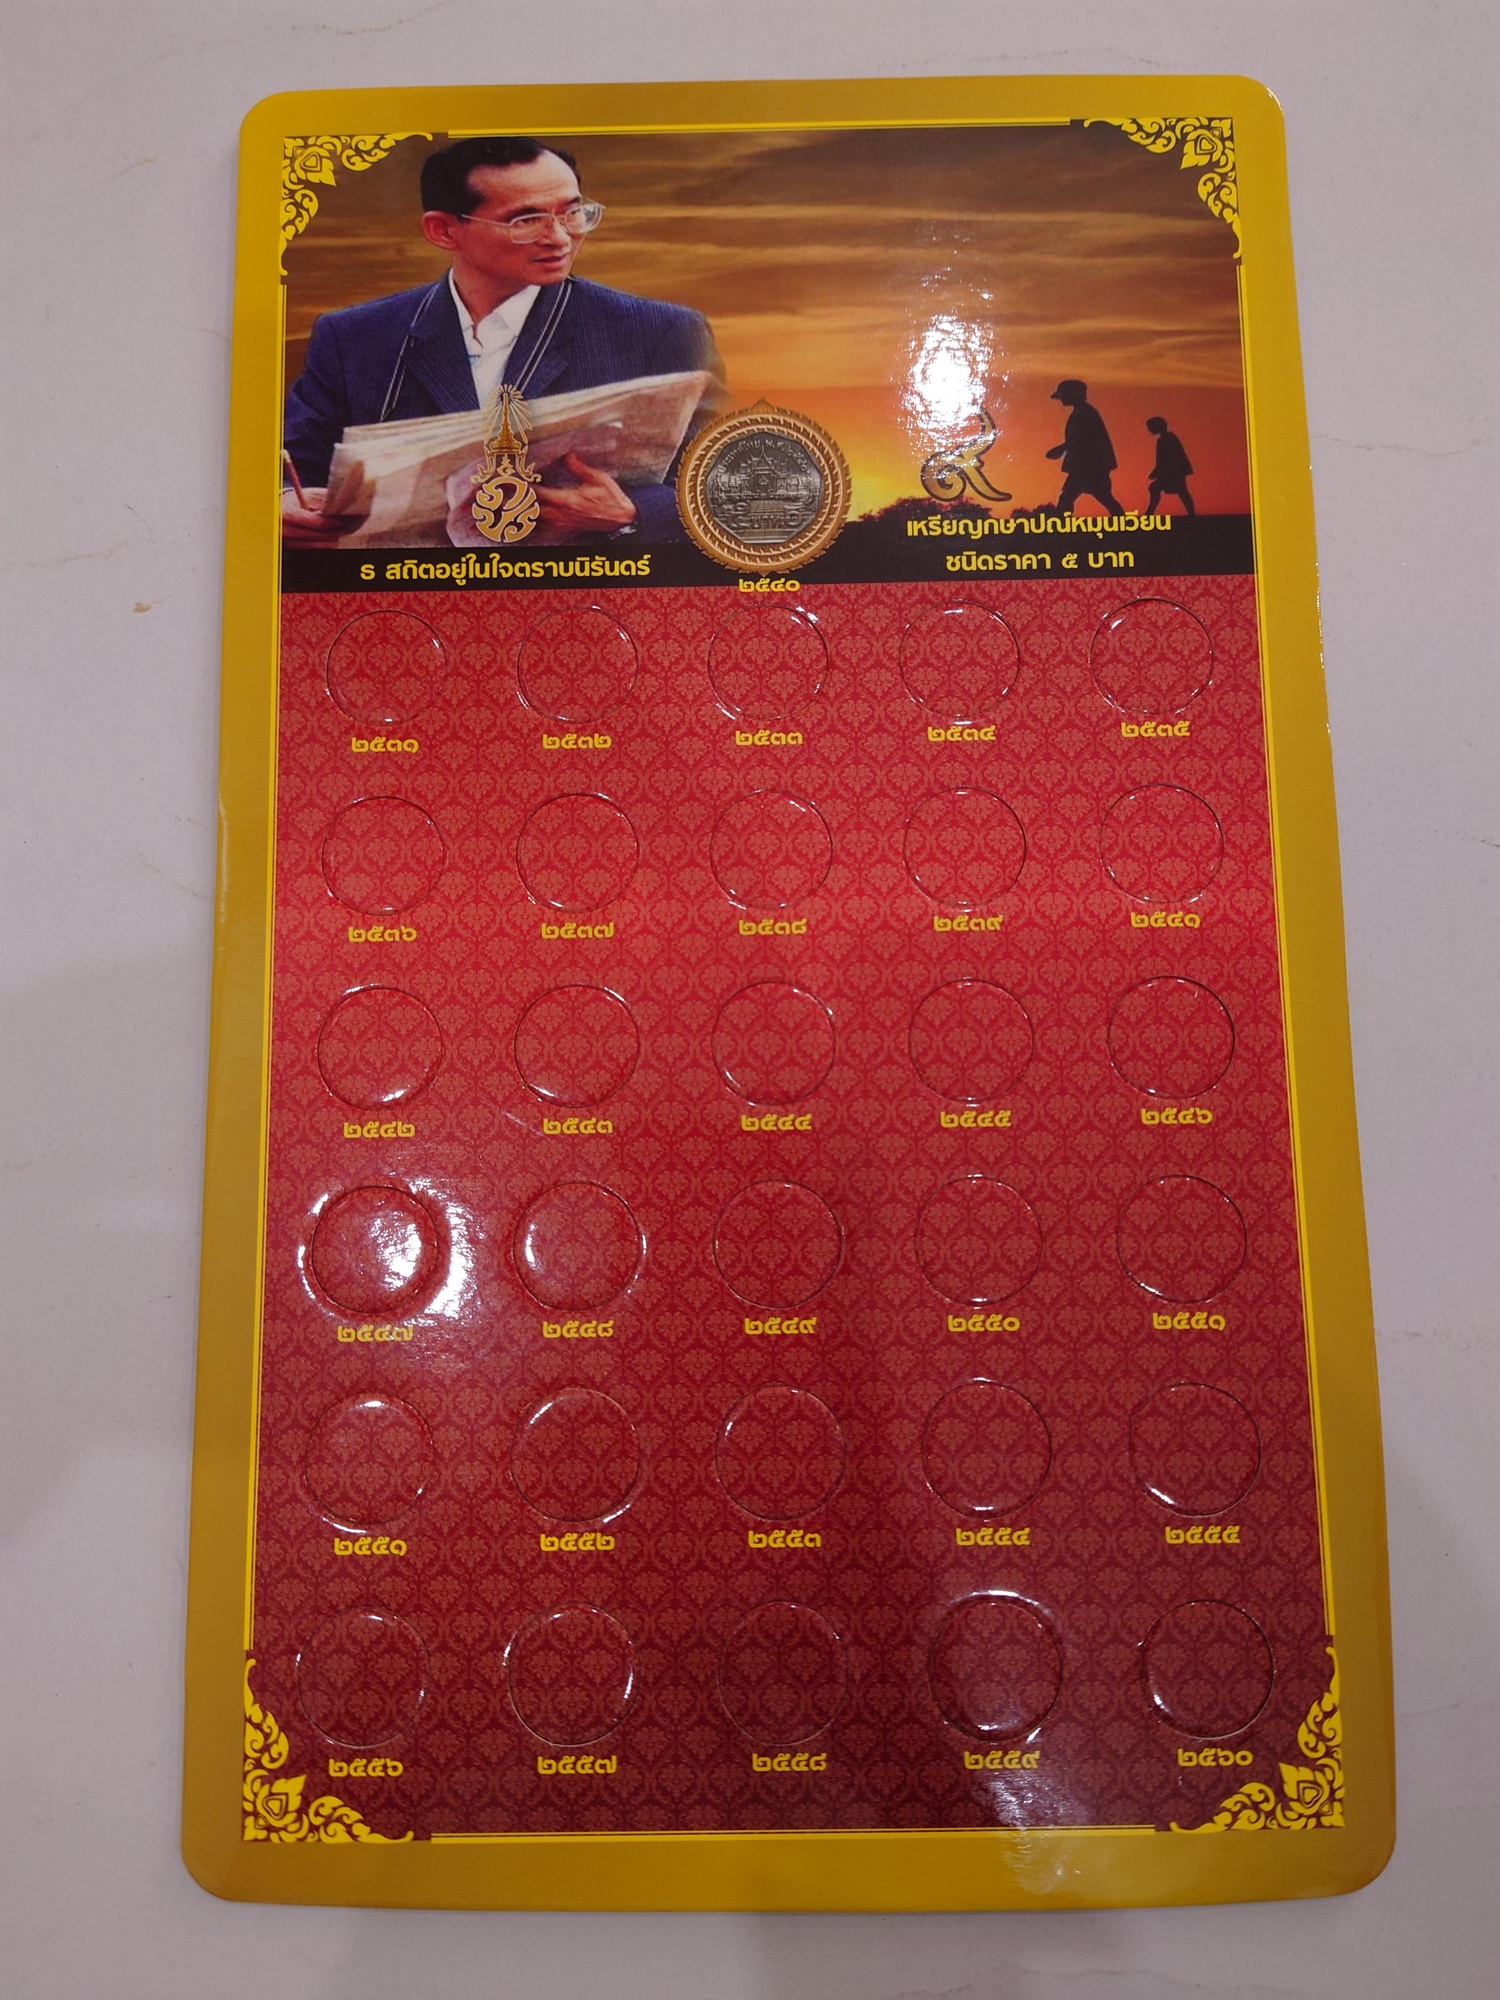 ๙
เหรียญกษาปณ์หมุนเวียน
ชนิดราคา ๕ บาท
ธ สถิตอยู่ในใจตราบนิรันดร์
๒๕๔๐
๒๕๓๑ ๒๕๓๒ ๒๕๓๓ ๒๕๓๔ ๒๕๓๕
๒๕๓๖ ๒๕๓๗ ๒๕๓๘ ๒๕๓๙ ๒๕๔๑
๒๕๔๒ ๒๕๔๓ ๒๕๔๔ ๒๕๔๕ ๒๕๔๖
๒๕๔๗ ๒๕๔๘ ๒๕๔๙ ๒๕๕๐ ๒๕๕๑
๒๕๕๑ ๒๕๕๒ ๒๕๕๓ ๒๕๕๔ ๒๕๕๕
๒๕๕๖ ๒๕๕๗ ๒๕๕๘ ๒๕๕๙ ๒๕๖๐